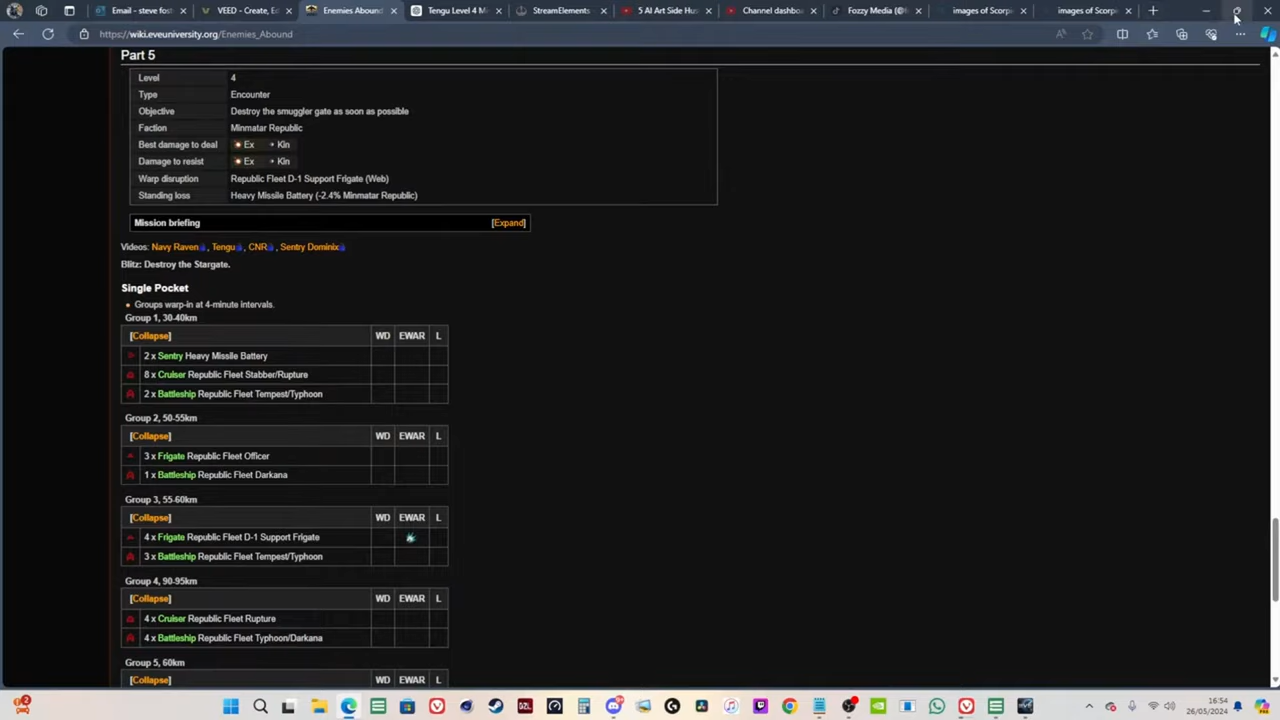 Email - steve fost
VEED - Create, Ed
Enemies Abound
Tengu Level 4 Mi
StreamElements
5 AI Art Side Hus
Channel dashboa
Fozzy Media (@
images of Scorpi
images of Scorpi
https://wiki.eveuniversity.org/Enemies_Abound
Part 5
Level 4
Type Encounter
Objective Destroy the smuggler gate as soon as possible
Faction Minmatar Republic
Best damage to deal Ex Kin
Damage to resist Ex Kin
Warp disruption Republic Fleet D-1 Support Frigate (Web)
Standing loss Heavy Missile Battery (-2.4% Minmatar Republic)
Mission briefing [Expand]
Videos: Navy Raven, Tengu, CNR, Sentry Dominix
Blitz: Destroy the Stargate.
Single Pocket
Groups warp-in at 4-minute intervals.
Group 1, 30-40km
[Collapse] WD EWAR L
2 x Sentry Heavy Missile Battery
8 x Cruiser Republic Fleet Stabber/Rupture
2 x Battleship Republic Fleet Tempest/Typhoon
Group 2, 50-55km
[Collapse] WD EWAR L
3 x Frigate Republic Fleet Officer
1 x Battleship Republic Fleet Darkana
Group 3, 55-60km
[Collapse] WD EWAR L
4 x Frigate Republic Fleet D-1 Support Frigate
3 x Battleship Republic Fleet Tempest/Typhoon
Group 4, 90-95km
[Collapse] WD EWAR L
4 x Cruiser Republic Fleet Rupture
4 x Battleship Republic Fleet Typhoon/Darkana
Group 5, 60km
[Collapse] WD EWAR L
16:54
26/05/2024